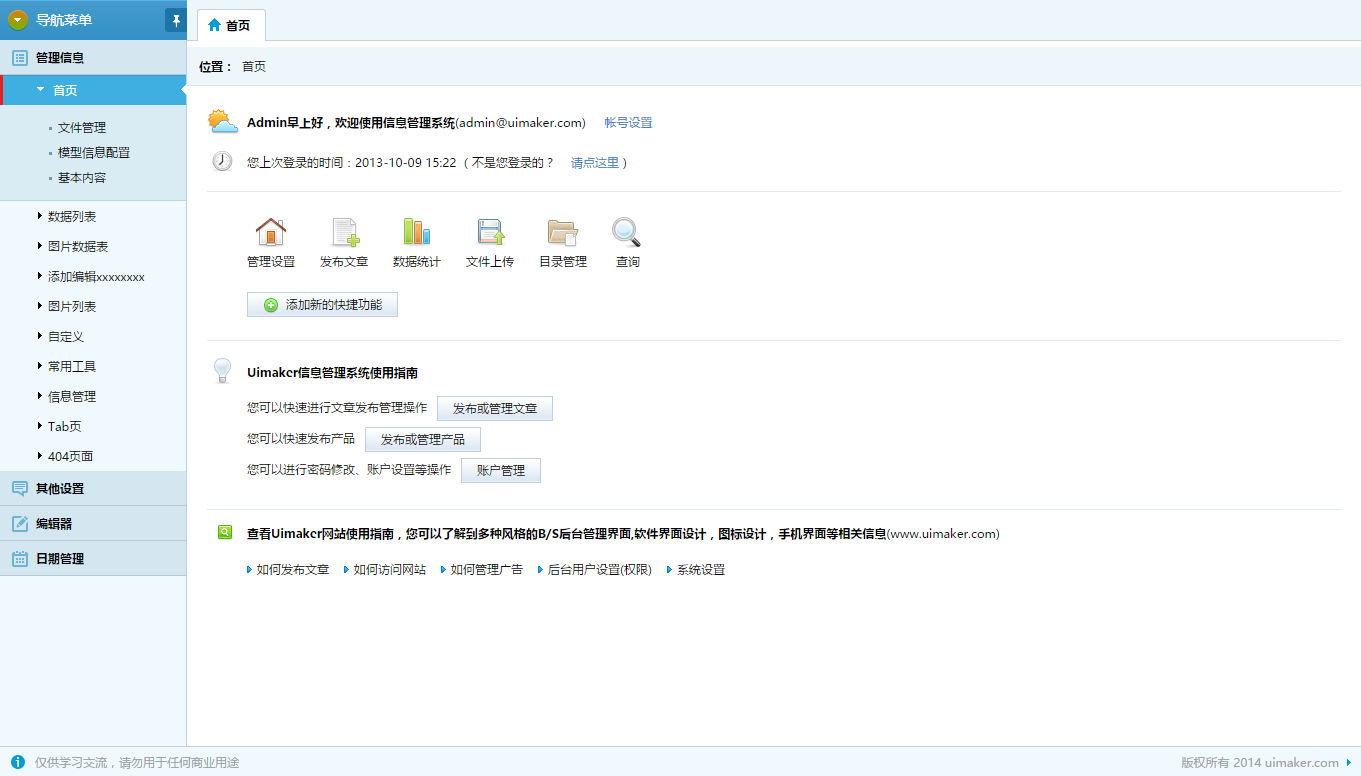 导航菜单
管理信息
首页
文件管理
模型信息配置
基本内容
数据列表
图片数据表
添加编辑xxxxxxxx
图片列表
自定义
常用工具
信息管理
Tab页
404页面
其他设置
编辑器
日期管理
首页
位置： 首页
Admin早上好，欢迎使用信息管理系统(admin@uimaker.com) 帐号设置
您上次登录的时间：2013-10-09 15:22 （ 不是您登录的？ 请点这里 ）
管理设置 发布文章 数据统计 文件上传 目录管理 查询
添加新的快捷功能
Uimaker信息管理系统使用指南
您可以快速进行文章发布管理操作 发布或管理文章
您可以快速发布产品 发布或管理产品
您可以进行密码修改、账户设置等操作 账户管理
查看Uimaker网站使用指南，您可以了解到多种风格的B/S后台管理界面,软件界面设计，图标设计，手机界面等相关信息(www.uimaker.com)
如何发布文章 如何访问网站 如何管理广告 后台用户设置(权限) 系统设置
仅供学习交流，请勿用于任何商业用途 版权所有 2014 uimaker.com